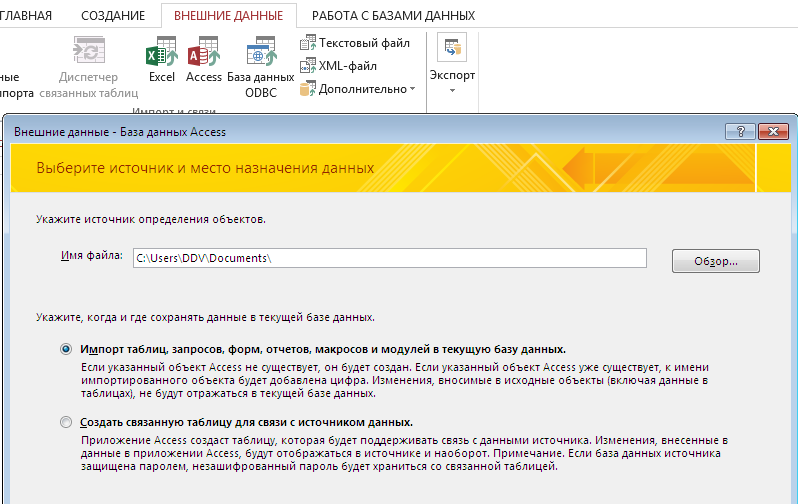 ГЛАВНАЯ СОЗДАНИЕ ВНЕШНИЕ ДАННЫЕ РАБОТА С БАЗАМИ ДАННЫХ
Диспетчер
связанных таблиц
Excel
Access
База данных
ODBC
Текстовый файл
XML-файл
Дополнительно
Экспорт
Импорт и связи
Внешние данные - База данных Access
Выберите источник и место назначения данных
Укажите источник определения объектов.
Имя файла: C:\Users\DDV\Documents\ Обзор...
Укажите, когда и где сохранять данные в текущей базе данных.
Импорт таблиц, запросов, форм, отчетов, макросов и модулей в текущую базу данных.
Если указанный объект Access не существует, он будет создан. Если указанный объект Access уже существует, к имени
импортированного объекта будет добавлена цифра. Изменения, вносимые в исходные объекты (включая данные в
таблицах), не будут отражаться в текущей базе данных.
Создать связанную таблицу для связи с источником данных.
Приложение Access создаст таблицу, которая будет поддерживать связь с данными источника. Изменения, внесенные в
данные в приложении Access, будут отображаться в источнике и наоборот. Примечание. Если база данных источника
защищена паролем, незашифрованный пароль будет храниться со связанной таблицей.